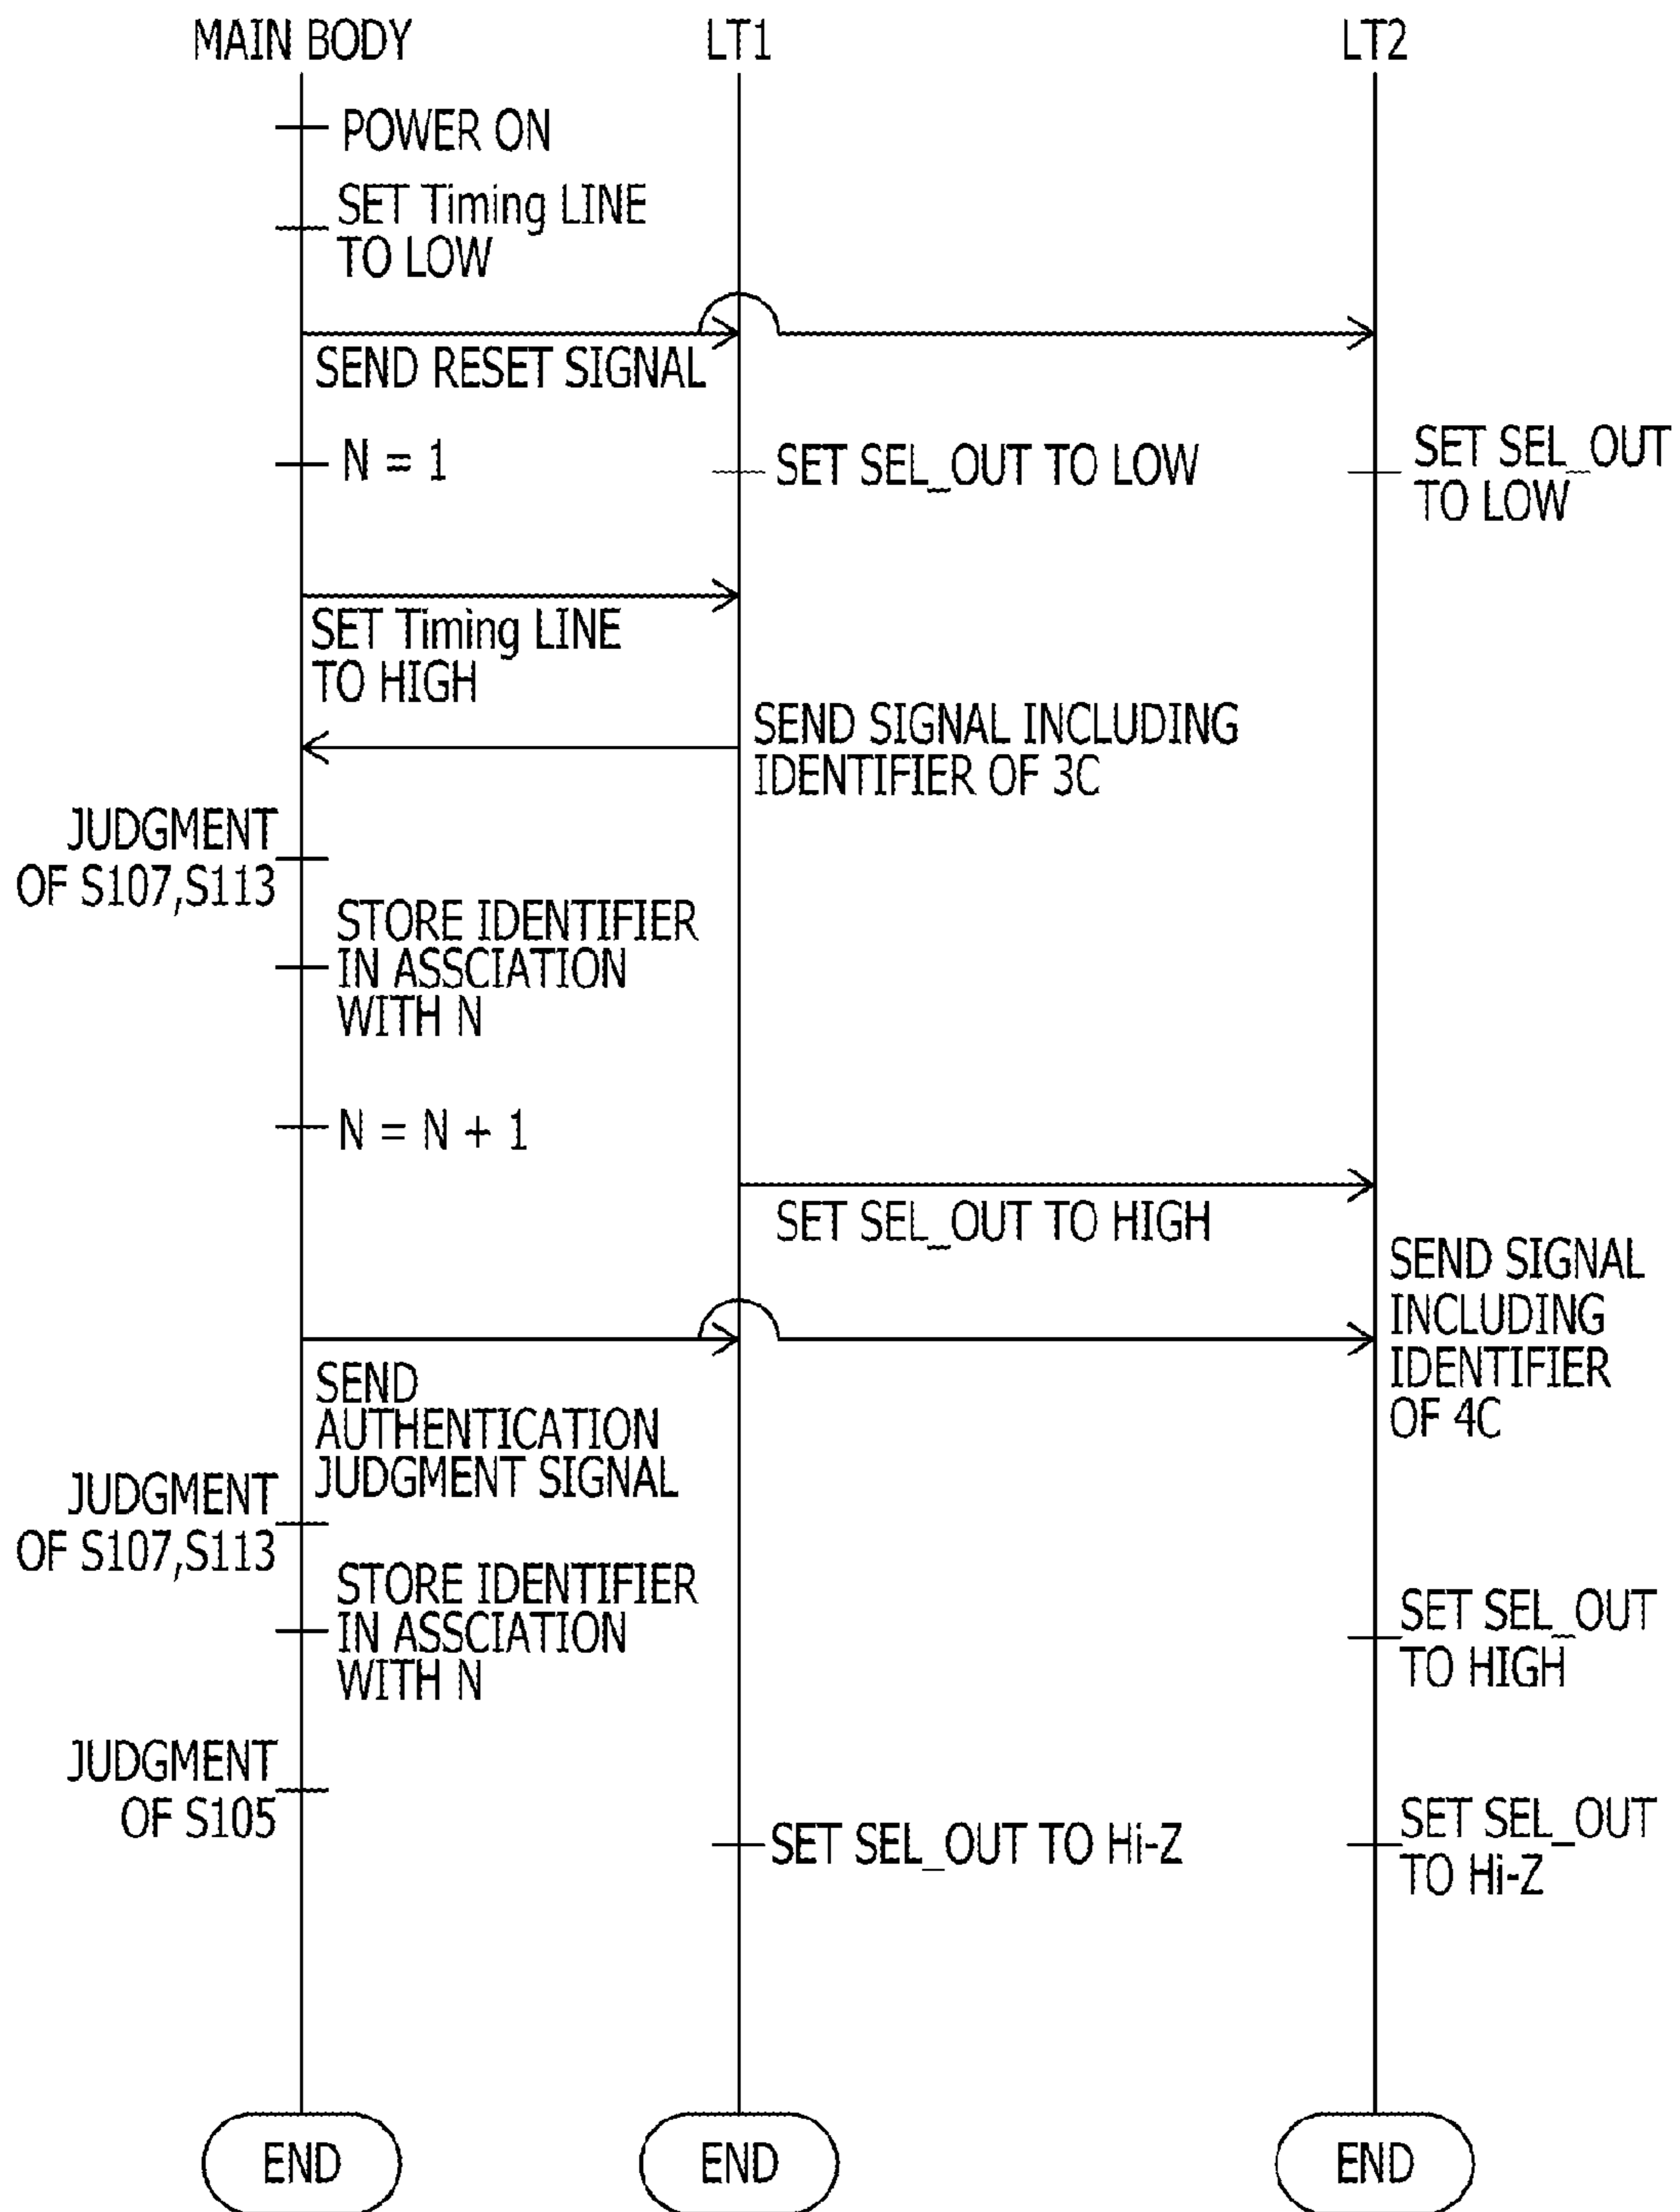 MAIN BODY
LT1
LT2
POWER ON
SET Timing LINE
TO LOW
SEND RESET SIGNAL
N = 1
SET SEL_OUT TO LOW
SET SEL_OUT
TO LOW
SET Timing LINE
TO HIGH
SEND SIGNAL INCLUDING
IDENTIFIER OF 3C
JUDGMENT
OF S107,S113
STORE IDENTIFIER
IN ASSCIATION
WITH N
N = N + 1
SET SEL_OUT TO HIGH
SEND SIGNAL
INCLUDING
IDENTIFIER
OF 4C
SEND
AUTHENTICATION
JUDGMENT SIGNAL
JUDGMENT
OF S107,S113
STORE IDENTIFIER
IN ASSCIATION
WITH N
SET SEL_OUT
TO HIGH
JUDGMENT
OF S105
SET SEL_OUT TO Hi-Z
SET SEL_OUT
TO Hi-Z
END
END
END